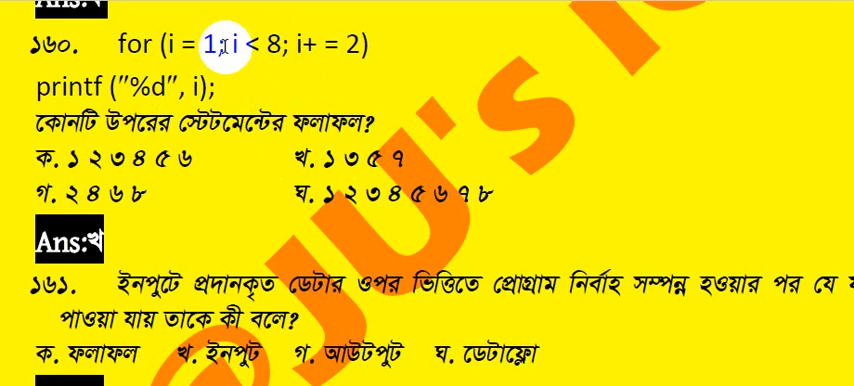 ১৬০. for (i = 1; i < 8; i+ = 2)
printf ("%d", i);
কোনটি উপরের স্টেটমেন্টের ফলাফল?
ক. ১ ২ ৩ ৪ ৫ ৬ খ. ১ ৩ ৫ ৭
গ. ২ ৪ ৬ ৮ ঘ. ১ ২ ৩ ৪ ৫ ৬ ৭ ৮
Ans:খ
১৬১. ইনপুটে প্রদানকৃত ডেটার ওপর ভিত্তিতে প্রোগ্রাম নির্বাহ সম্পন্ন হওয়ার পর যে
পাওয়া যায় তাকে কী বলে?
ক. ফলাফল খ. ইনপুট গ. আউটপুট ঘ. ডেটাফ্লো
@JU's